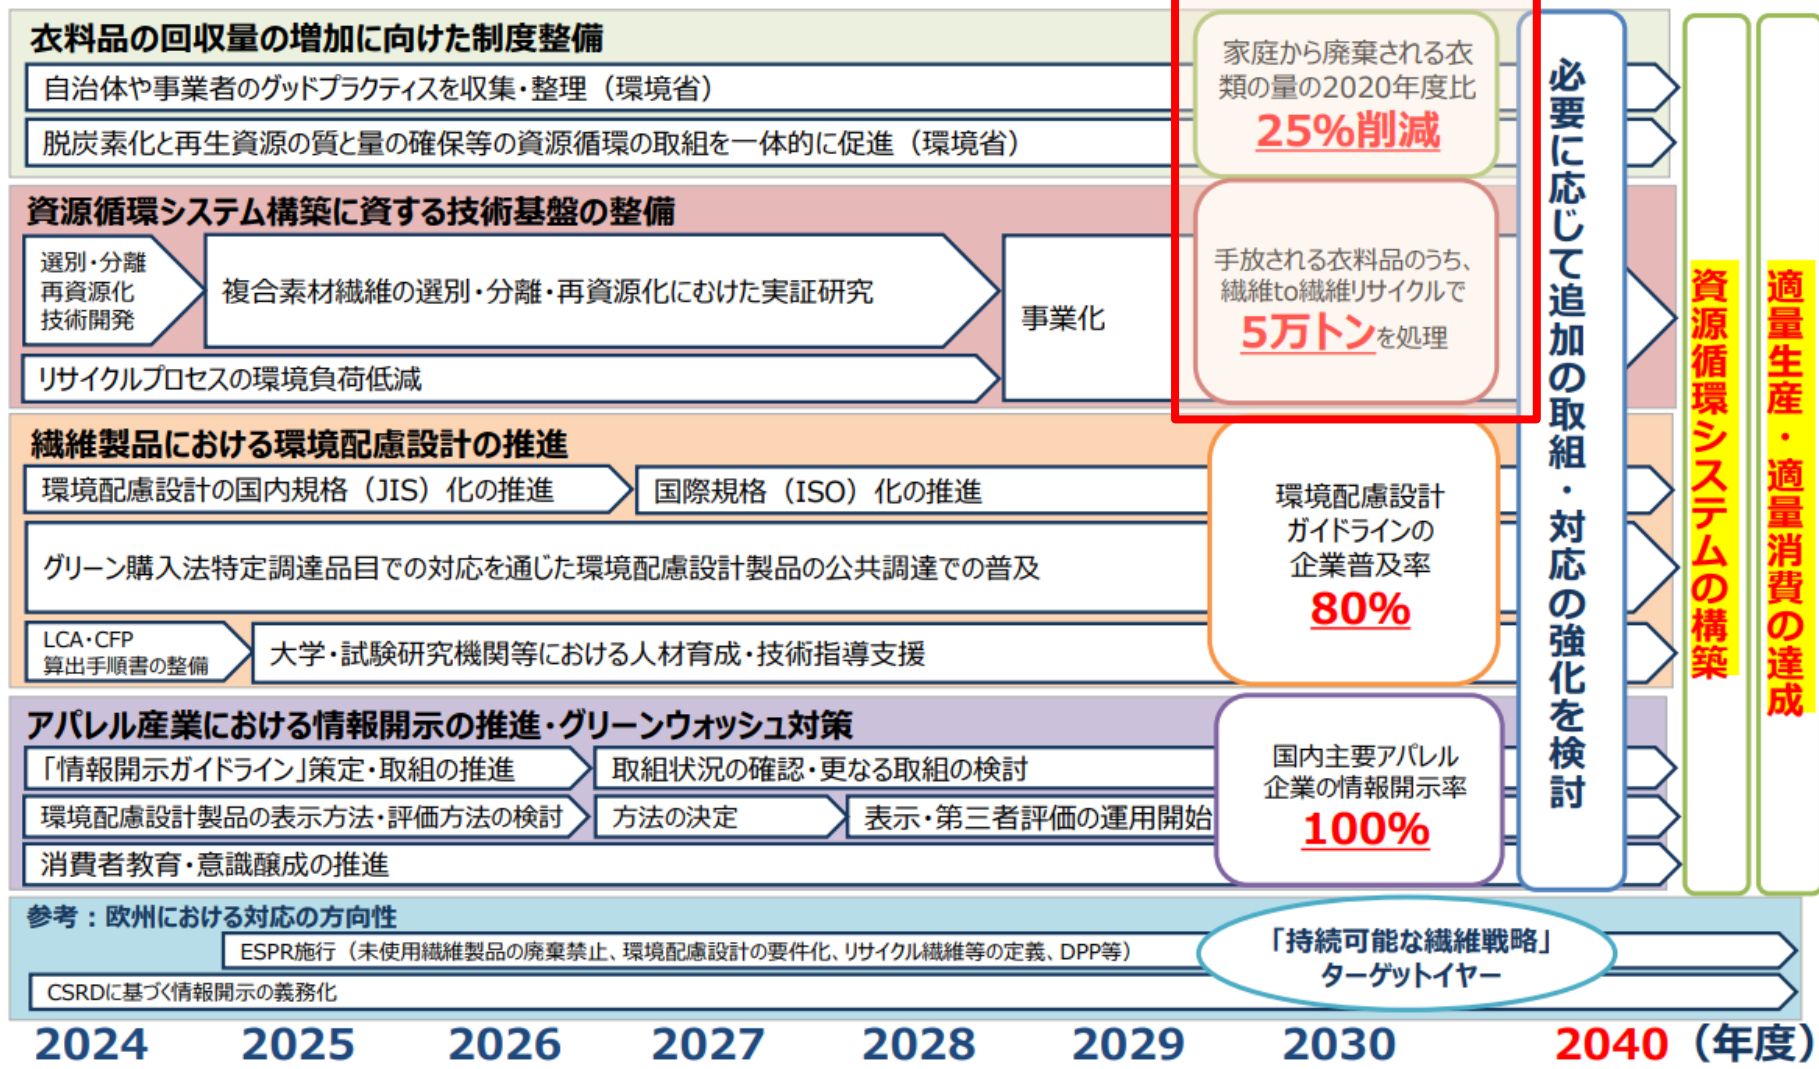 衣料品の回収量の増加に向けた制度整備
自治体や事業者のグッドプラクティスを収集・整理（環境省）
脱炭素化と再生資源の質と量の確保等の資源循環の取組を一体的に促進（環境省）
家庭から廃棄される衣
類の量の2020年度比
25%削減
資源循環システム構築に資する技術基盤の整備
選別・分離
再資源化
技術開発
複合素材繊維の選別・分離・再資源化にむけた実証研究
リサイクルプロセスの環境負荷低減
事業化
手放される衣料品のうち、
繊維to繊維リサイクルで
5万トンを処理
繊維製品における環境配慮設計の推進
環境配慮設計の国内規格（JIS）化の推進
国際規格（ISO）化の推進
グリーン購入法特定調達品目での対応を通じた環境配慮設計製品の公共調達での普及
LCA・CFP
算出手順書の整備
大学・試験研究機関等における人材育成・技術指導支援
環境配慮設計
ガイドラインの
企業普及率
80%
アパレル産業における情報開示の推進・グリーンウォッシュ対策
「情報開示ガイドライン」策定・取組の推進
取組状況の確認・更なる取組の検討
環境配慮設計製品の表示方法・評価方法の検討
方法の決定
表示・第三者評価の運用開始
消費者教育・意識醸成の推進
国内主要アパレル
企業の情報開示率
100%
必要に応じて追加の取組・対応の強化を検討
資源循環システムの構築
適量生産・適量消費の達成
参考：欧州における対応の方向性
ESPR施行（未使用繊維製品の廃棄禁止、環境配慮設計の要件化、リサイクル繊維等の定義、DPP等）
CSRDに基づく情報開示の義務化
「持続可能な繊維戦略」
ターゲットイヤー
2024 2025 2026 2027 2028 2029 2030 2040（年度）